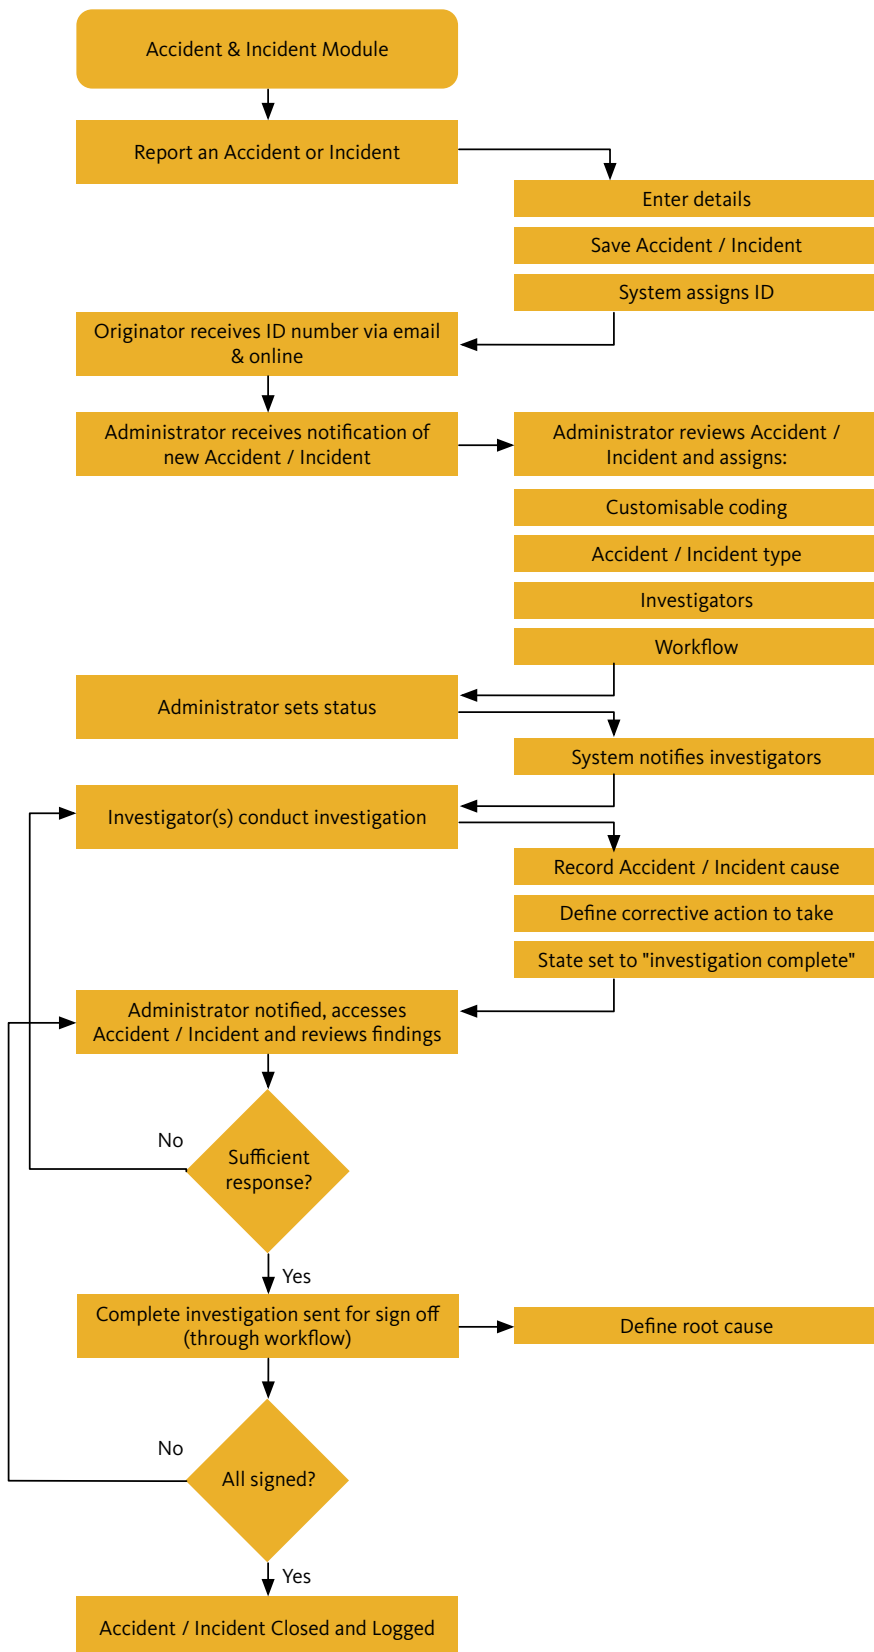 Accident & Incident Module
Report an Accident or Incident
Enter details
Save Accident / Incident
System assigns ID
Originator receives ID number via email
& online
Administrator receives notification of
new Accident / Incident
Administrator reviews Accident /
Incident and assigns:
Customisable coding
Accident / Incident type
Investigators
Workflow
Administrator sets status
System notifies investigators
Investigator(s) conduct investigation
Record Accident / Incident cause
Define corrective action to take
State set to "investigation complete"
Administrator notified, accesses
Accident / Incident and reviews findings
No
Sufficient
response?
Yes
Complete investigation sent for sign off
(through workflow)
Define root cause
No
All signed?
Yes
Accident / Incident Closed and Logged